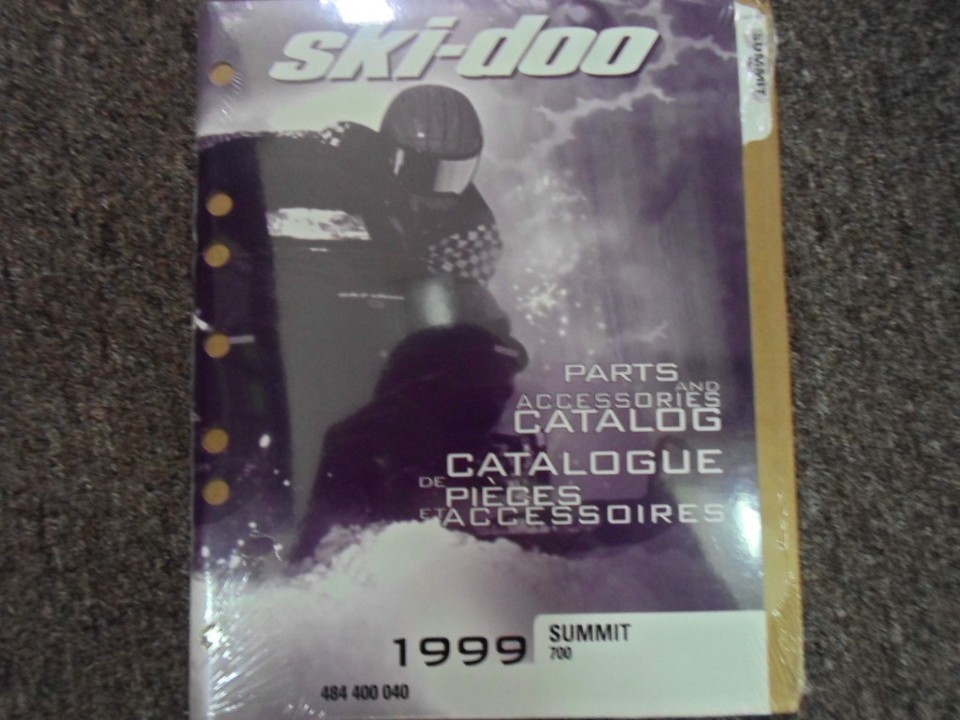 ski-doo
SUMMIT
PARTS
AND
ACCESSORIES
CATALOG
CATALOGUE
DE
PIÈCES
ET ACCESSOIRES
1999
SUMMIT
700
484 400 040